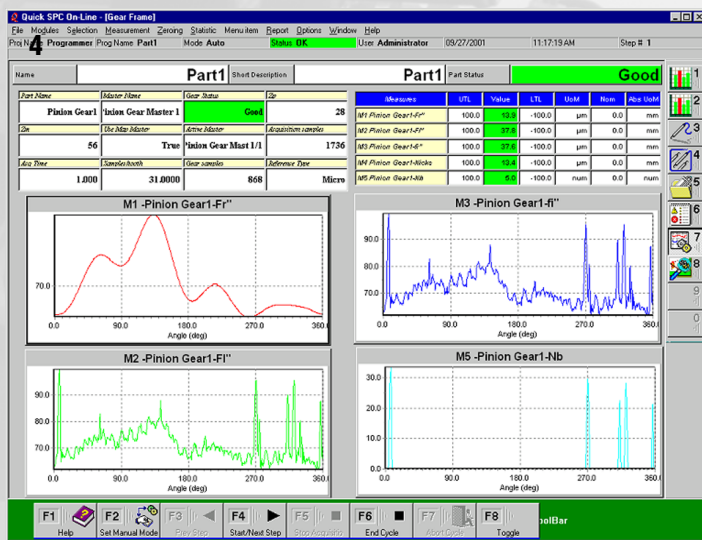 Quick SPC On-Line - [Gear Frame]
File Modules Selection Measurement Zeroing Statistic Menu item Report Options Window Help
Proj Name Programmer Prog Name Part1 Mode Auto Status OK User Administrator 09/27/2001 11:17:19 AM Step # 1
4
Name Part1 Short Description Part1 Part Status Good
Part Name Master Name Gear Status Zp
Pinion Gear1 'inion Gear Master 1 Good 28
Zm Use Map Master Active Master Acquisition samples
56 True 'inion Gear Mast 1/1 1736
Avg Time Samples/tooth Gear samples Reference Type
1.000 31.0000 868 Micro
Measures UTL Value LTL UoM Nom Abs UoM
M1 Pinion Gear1-Fr" 100.0 13.9 -100.0 µm 0.0 mm
M2 Pinion Gear1-Fi" 100.0 37.8 -100.0 µm 0.0 mm
M3 Pinion Gear1-fi" 100.0 37.6 -100.0 µm 0.0 mm
M4 Pinion Gear1-Nicks 100.0 13.4 -100.0 µm 0.0 mm
M5 Pinion Gear1-Nb 100.0 5.0 -100.0 num 0.0 mm
1
2
3
4
5
6
7
8
9
0
M1 -Pinion Gear1-Fr"
70.0
0.0 90.0 180.0 270.0 360.
Angle (deg)
M3 -Pinion Gear1-fi"
90.0
80.0
70.0
0.0 90.0 180.0 270.0 360.
Angle (deg)
M2 -Pinion Gear1-FI"
90.0
80.0
70.0
0.0 90.0 180.0 270.0 360.0
Angle (deg)
M5 -Pinion Gear1-Nb
30.0
20.0
10.0
0.0
0.0 90.0 180.0 270.0 360.0
Angle (deg)
F1 F2 F3 F4 F5 F6 F7 F8
Help Set Manual Mode Prev Step Start/Next Step Stop Acquisitio End Cycle Abort Cycle Toggle
oolBar